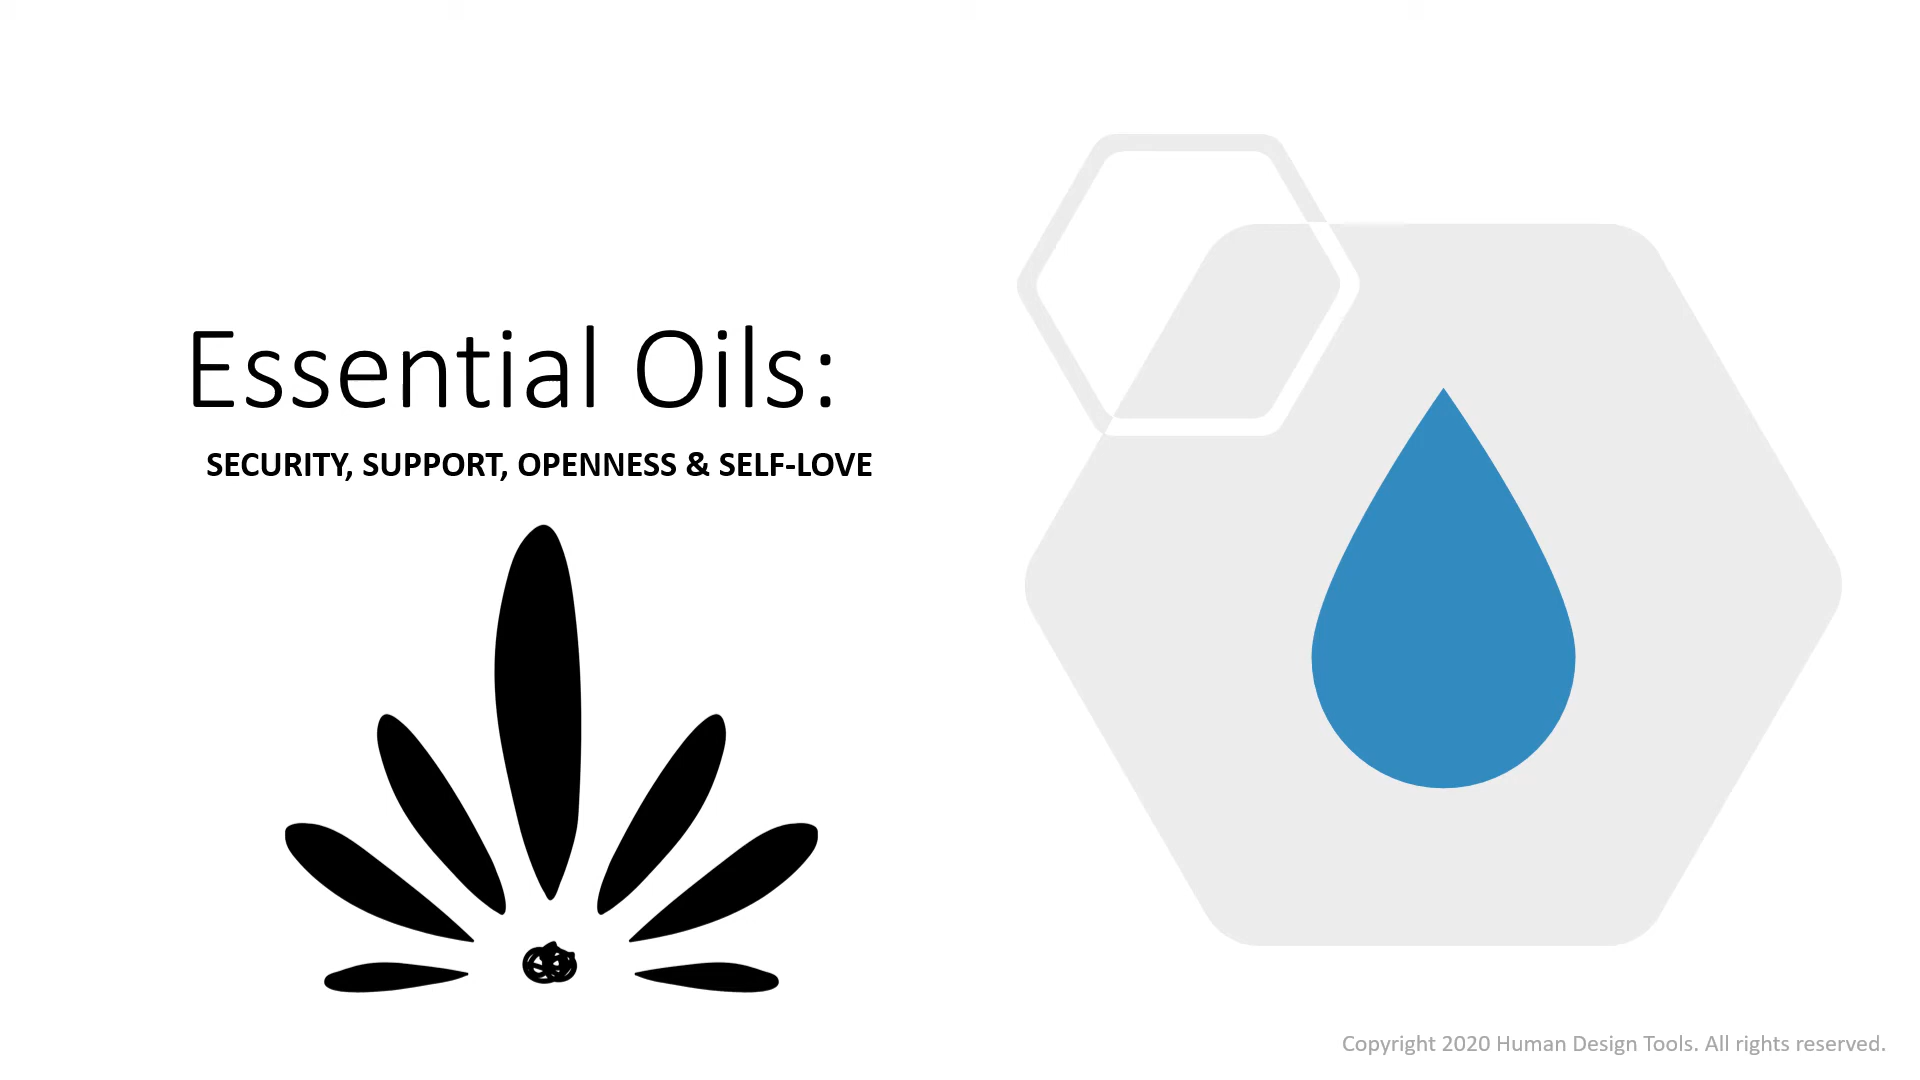 Essential Oils:
SECURITY, SUPPORT, OPENNESS & SELF-LOVE
Copyright 2020 Human Design Tools. All rights reserved.